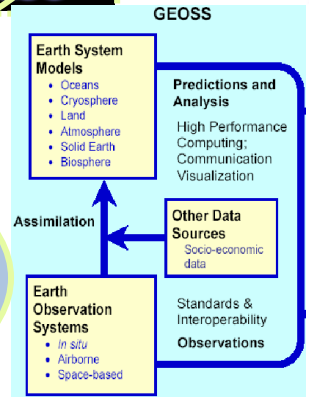 GEOSS
Earth System
Models
• Oceans
• Cryosphere
• Land
• Atmosphere
• Solid Earth
• Biosphere
Predictions and
Analysis
High Performance
Computing;
Communication
Visualization
Assimilation
Other Data
Sources
Socio-economic
data
Earth
Observation
Systems
• In situ
• Airborne
• Space-based
Standards &
Interoperability
Observations